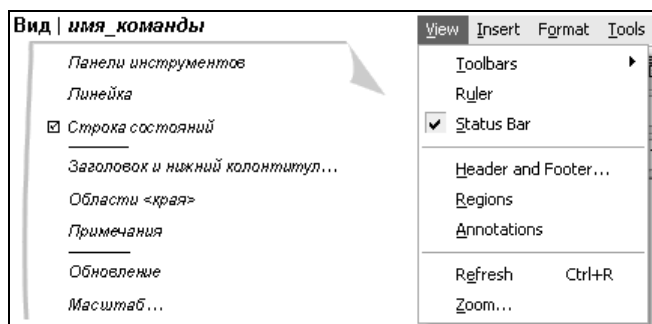 Вид | имя_команды
Панели инструментов
Линейка
Строка состояний
Заголовок и нижний колонтитул...
Области <края>
Примечания
Обновление
Масштаб...
View Insert Format Tools
Toolbars
Ruler
Status Bar
Header and Footer...
Regions
Annotations
Refresh Ctrl+R
Zoom...